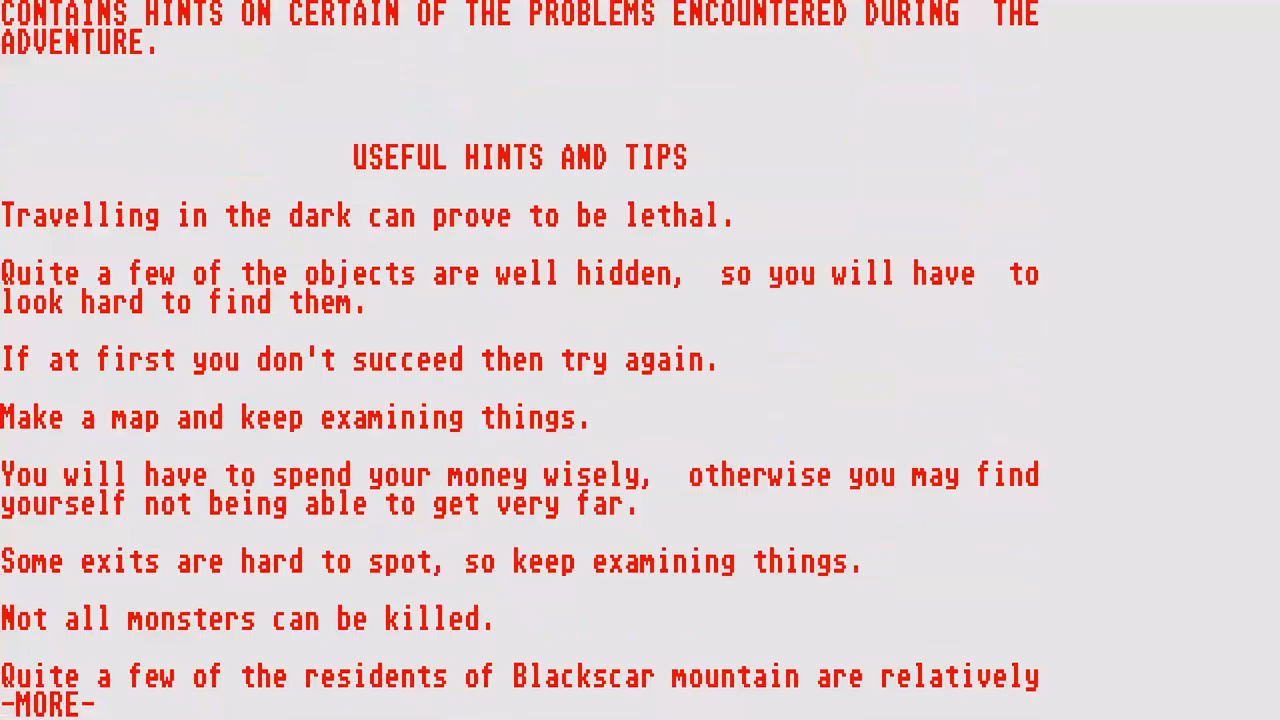 CONTAINS HINTS ON CERTAIN OF THE PROBLEMS ENCOUNTERED DURING  THE
ADVENTURE.
USEFUL HINTS AND TIPS
Travelling in the dark can prove to be lethal.
Quite a few of the objects are well hidden,  so you will have  to
look hard to find them.
If at first you don't succeed then try again.
Make a map and keep examining things.
You will have to spend your money wisely,  otherwise you may find
yourself not being able to get very far.
Some exits are hard to spot, so keep examining things.
Not all monsters can be killed.
Quite a few of the residents of Blackscar mountain are relatively
-MORE-